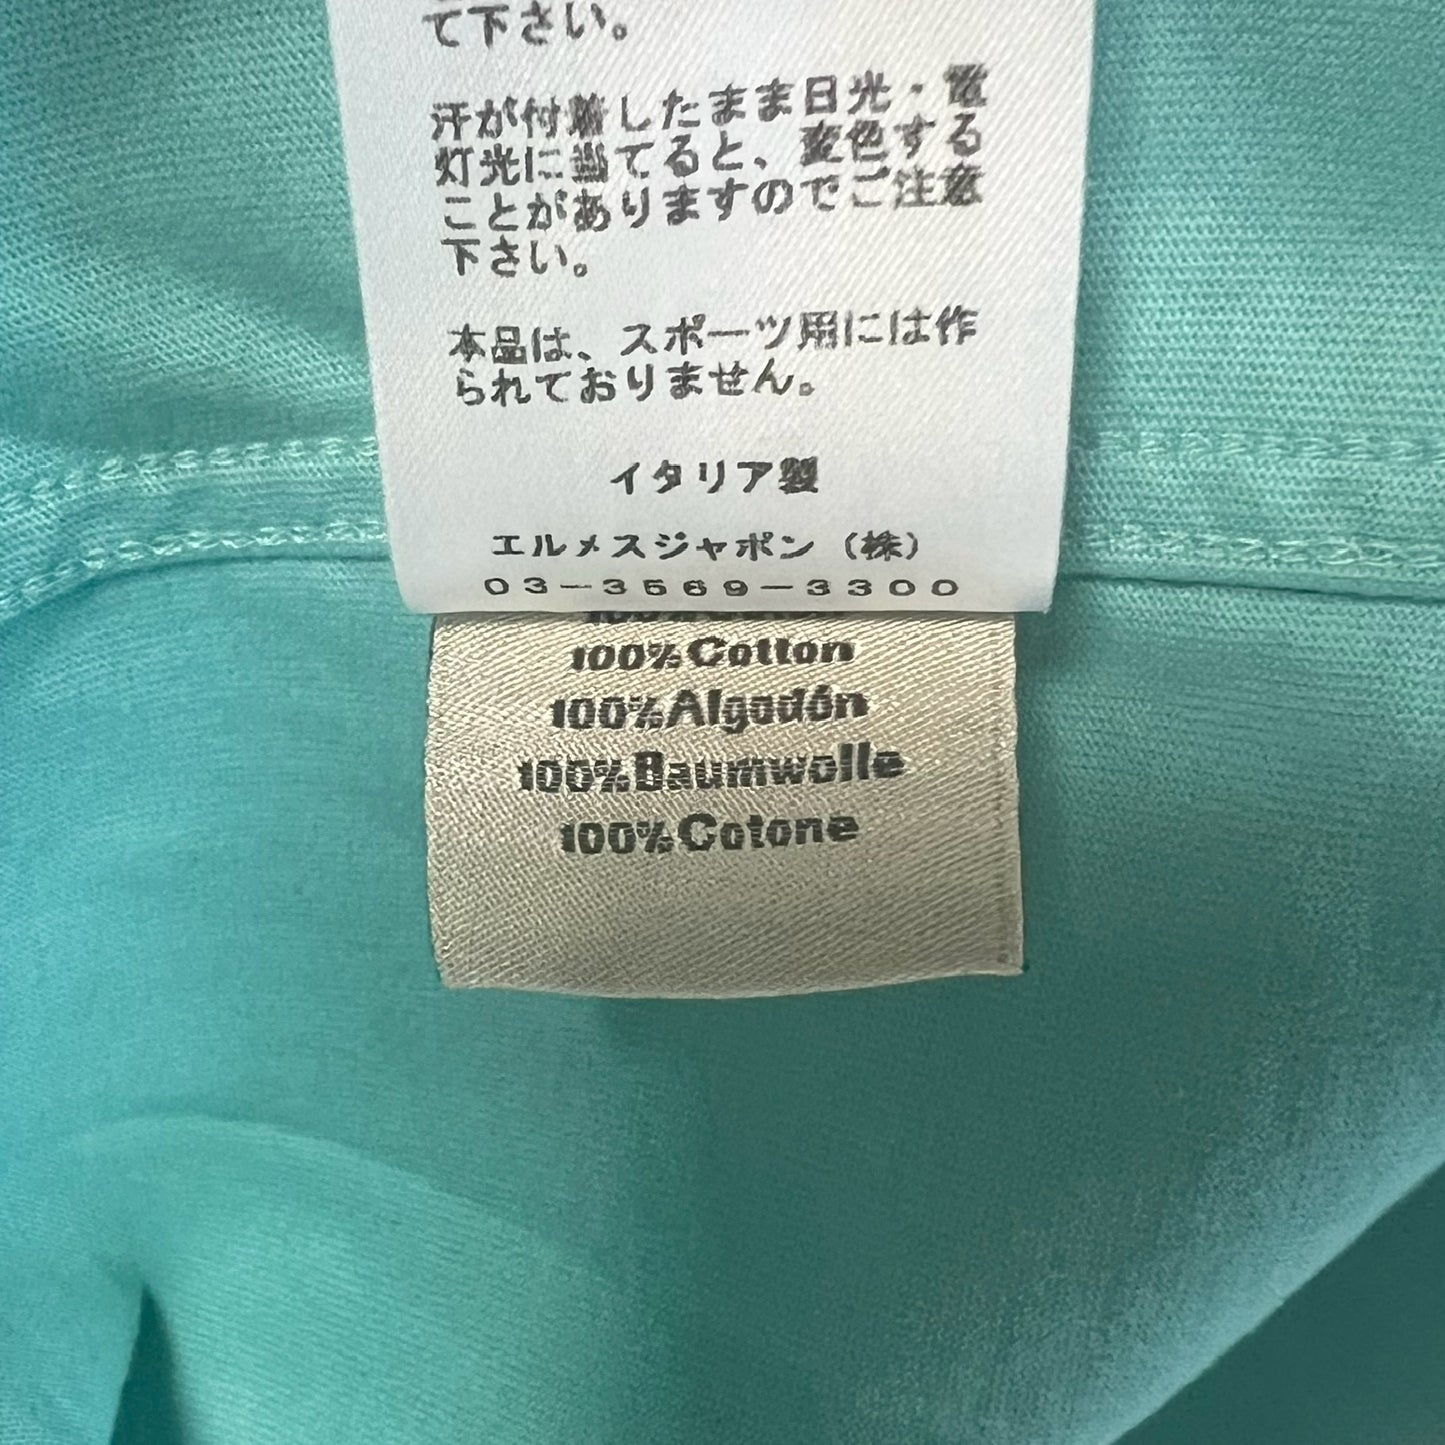 て下さい。
汗が付着したまま日光・電
灯光に当てると、変色する
ことがありますのでご注意
下さい。
本品は、スポーツ用には作
られておりません。
イタリア製
エルメスジャポン（株）
03-3569-3300
100%Cotton
100%Algodón
100%Baumwolle
100%Cotone